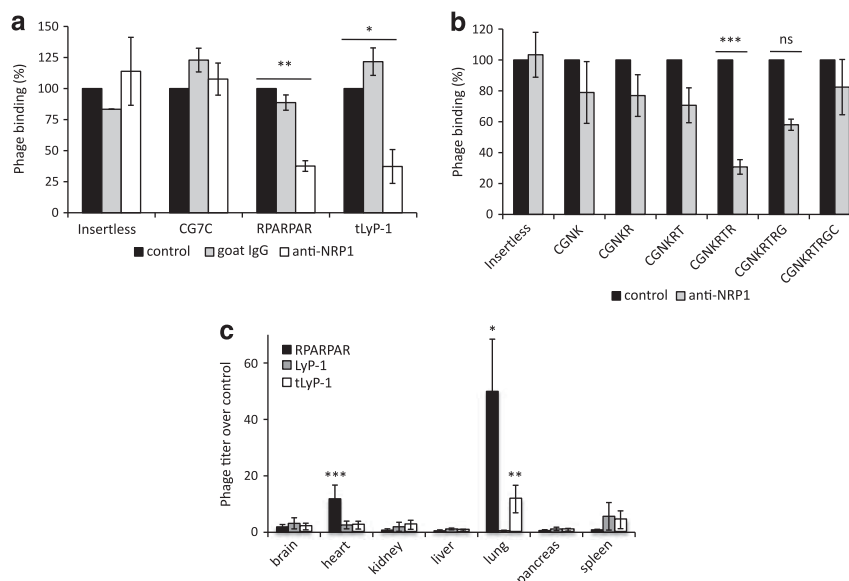 a
Phage binding (%)
150
125
100
75
50
25
0
**
*
Insertless CG7C RPARPAR tLyP-1
control goat IgG anti-NRP1
b
Phage binding (%)
120
100
80
60
40
20
0
***
ns
Insertless CGNK CGNKR CGNKRT CGNKRTR CGNKRTRG CGNKRTRGC
control anti-NRP1
c
Phage titer over control
60
40
20
0
RPARPAR
LyP-1
tLyP-1
***
*
**
brain heart kidney liver lung pancreas spleen